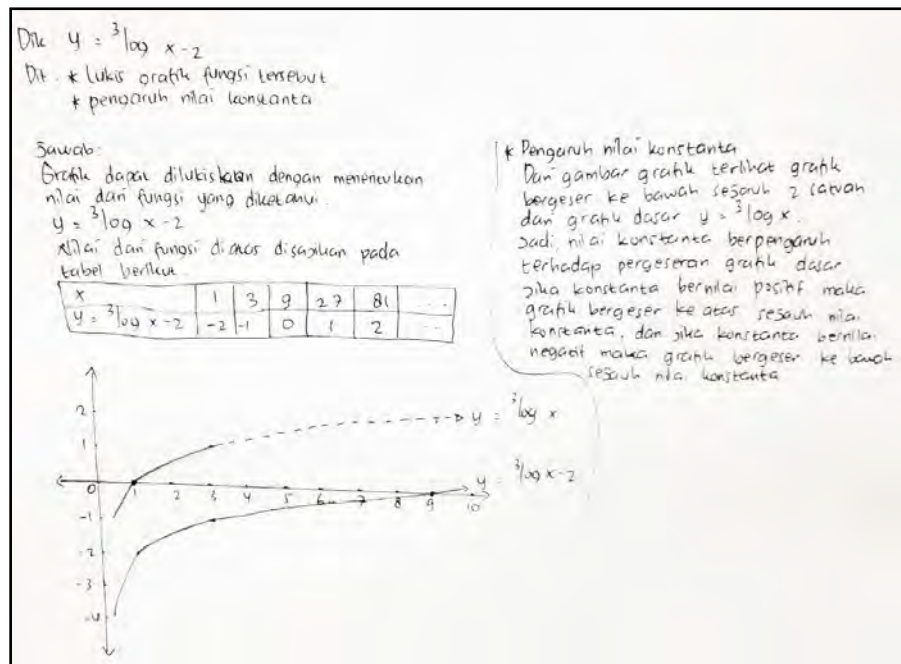 Dik y = ³log x-2
Dit. * lukis grafik fungsi tersebut
* pengaruh nilai konstanta
Jawab:
Grafik dapat dilukiskan dengan menentukan
nilai dari fungsi yang diketahui.
y = ³log x-2
Nilai dari fungsi diatas disajikan pada
tabel berikut.
x 1 3 9 27 81 ...
y = ³log x-2 -2 -1 0 1 2 ...
* Pengaruh nilai konstanta
Dari gambar grafik terlihat grafik
bergeser ke bawah sejauh 2 satuan
dari grafik dasar y = ³log x.
Jadi, nilai konstanta berpengaruh
terhadap pergeseran grafik dasar
jika konstanta bernilai positif maka
grafik bergeser ke atas sejauh nilai
konstanta, dan jika konstanta bernilai
negatif maka grafik bergeser ke bawah
sejauh nilai konstanta
2
y = ³log x
1
y = ³log x-2
0 1 2 3 4 5 6 7 8 9 10
-1
-2
-3
-4